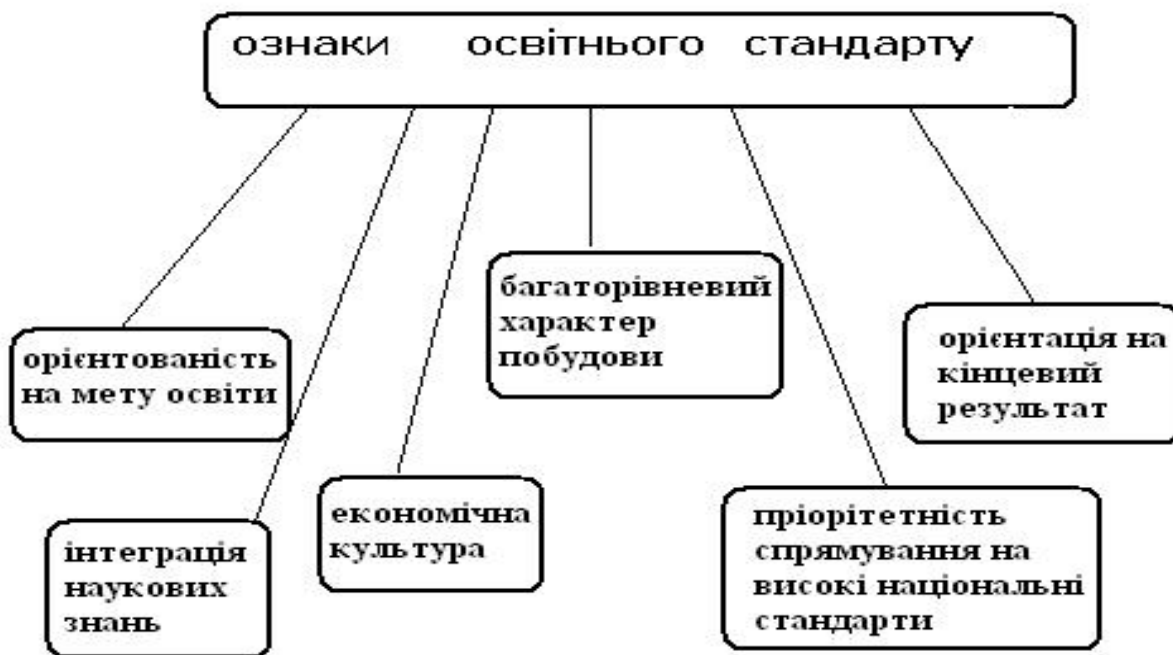 ознаки освітнього стандарту
орієнтованість
на мету освіти
інтеграція
наукових
знань
економічна
культура
багаторівневий
характер
побудови
пріорітетність
спрямування на
високі національні
стандарти
орієнтація на
кінцевий
результат